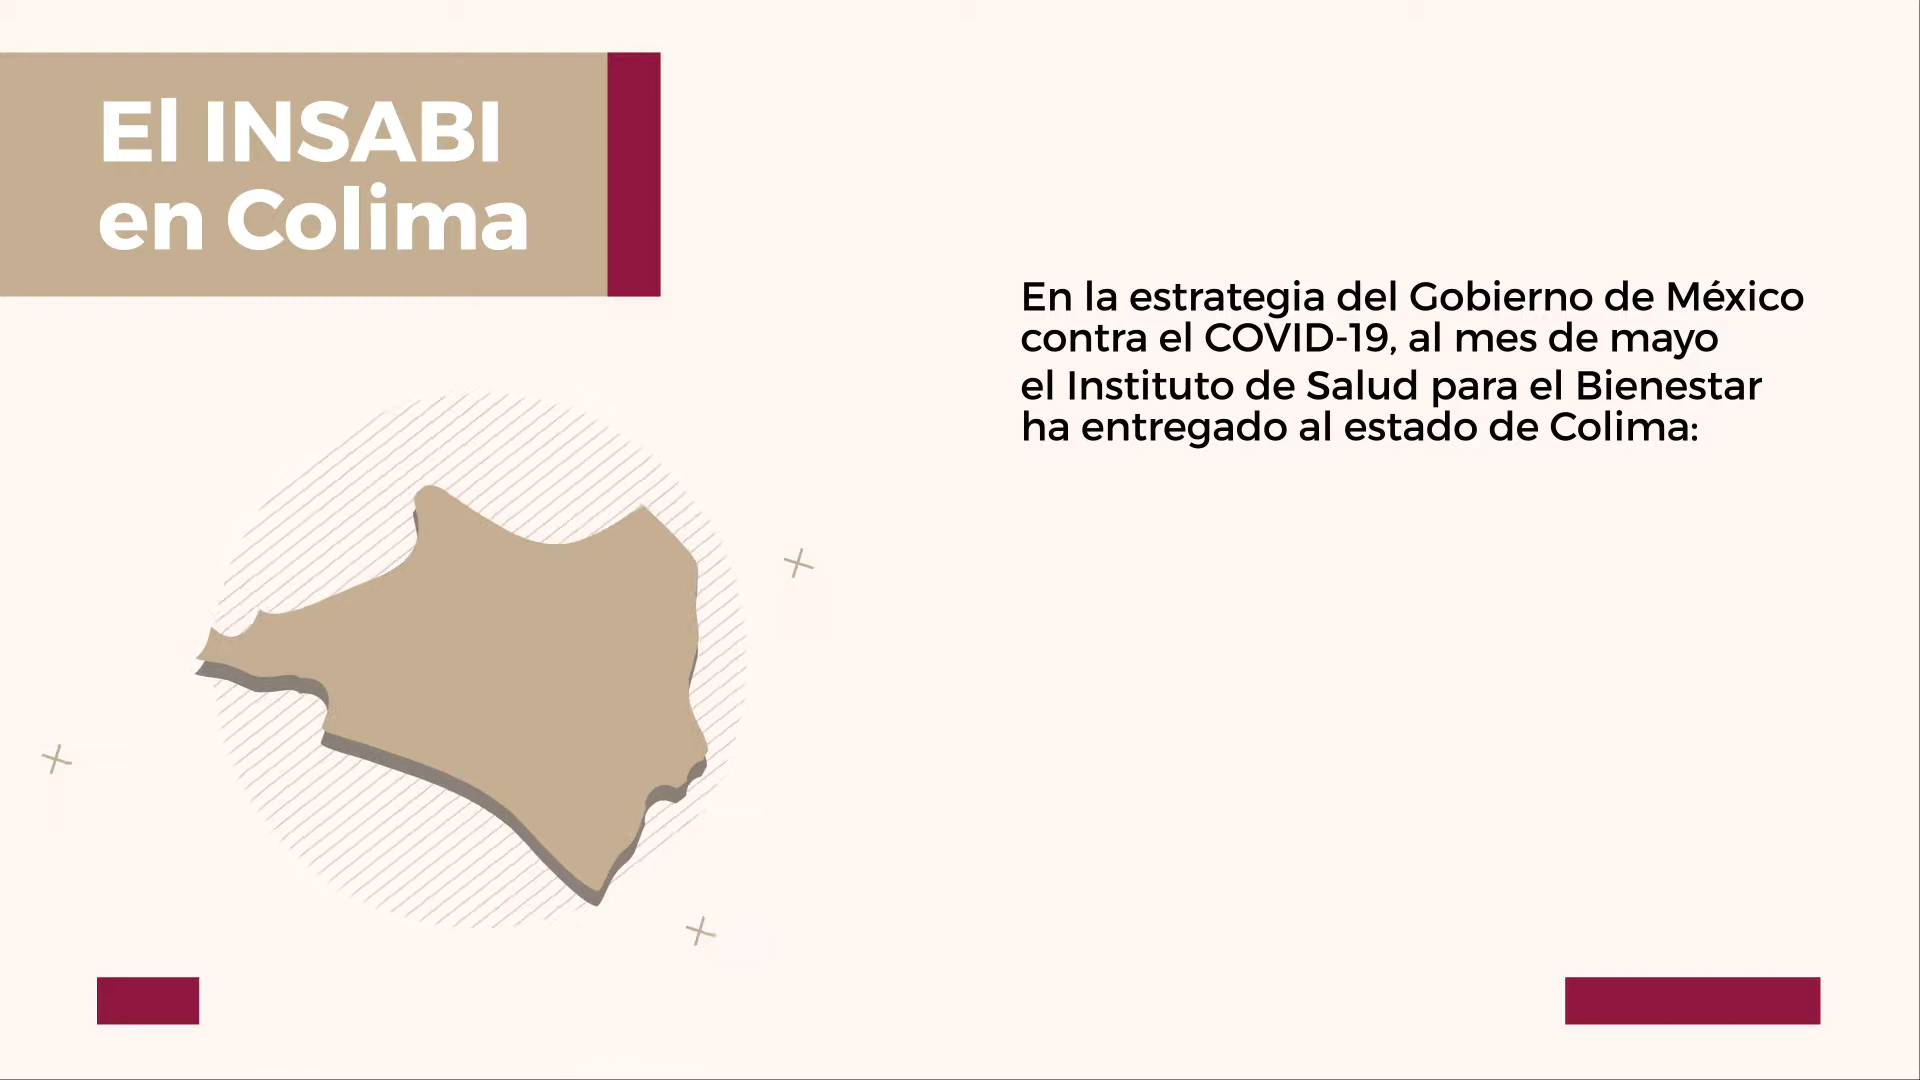 El INSABI
en Colima
En la estrategia del Gobierno de México
contra el COVID-19, al mes de mayo
el Instituto de Salud para el Bienestar
ha entregado al estado de Colima: